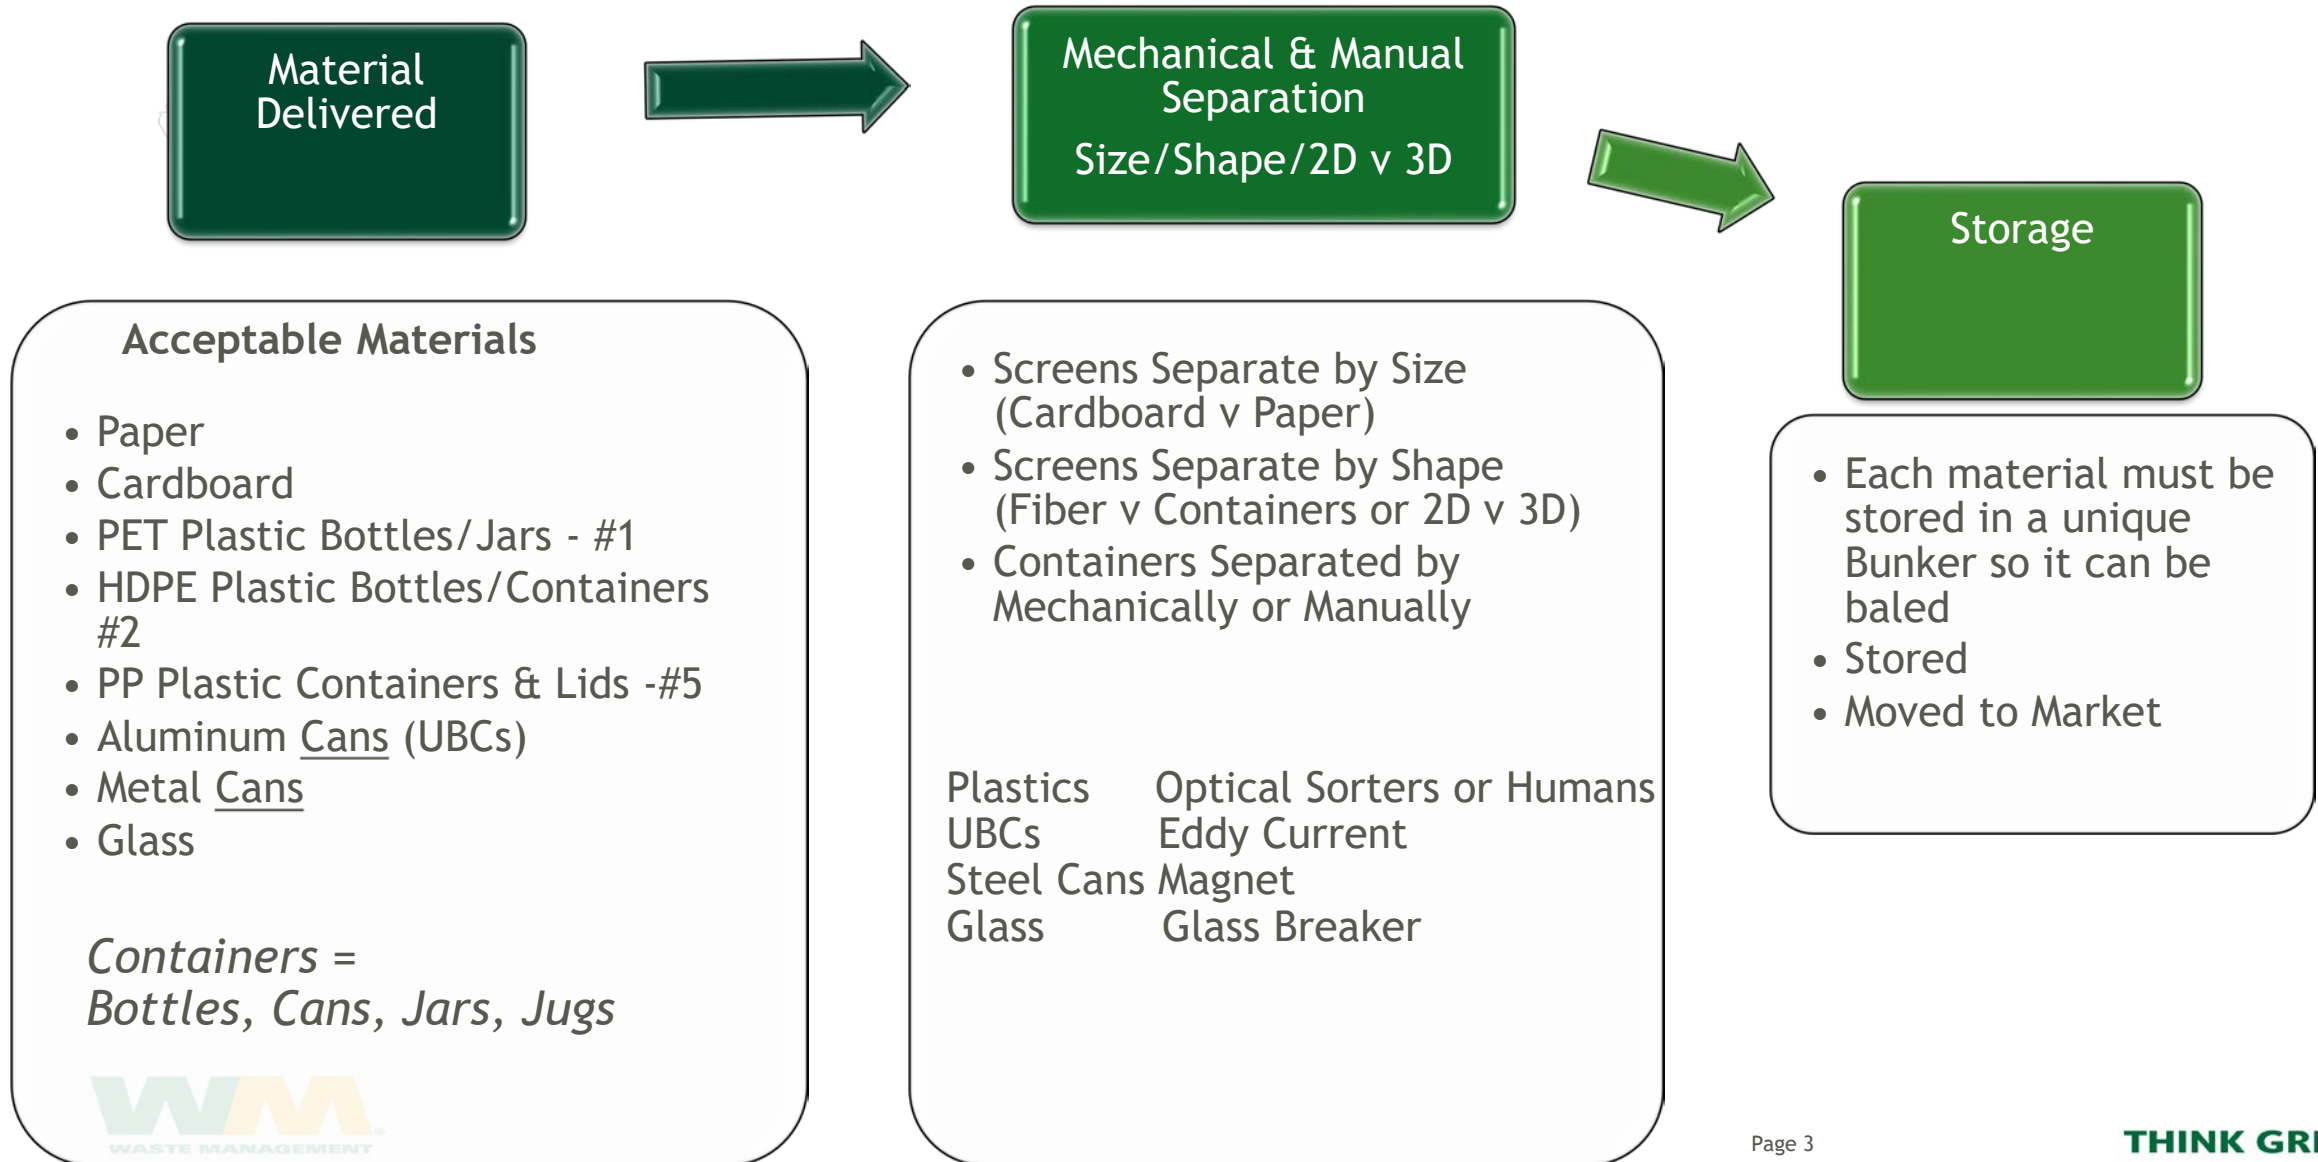 Material
Delivered
Mechanical & Manual
Separation
Size/Shape/2D v 3D
Storage
Acceptable Materials
• Paper
• Cardboard
• PET Plastic Bottles/Jars - #1
• HDPE Plastic Bottles/Containers
#2
• PP Plastic Containers & Lids -#5
• Aluminum Cans (UBCs)
• Metal Cans
• Glass
Containers =
Bottles, Cans, Jars, Jugs
WM
WASTE MANAGEMENT
• Screens Separate by Size
(Cardboard v Paper)
• Screens Separate by Shape
(Fiber v Containers or 2D v 3D)
• Containers Separated by
Mechanically or Manually
Plastics Optical Sorters or Humans
UBCs Eddy Current
Steel Cans Magnet
Glass Glass Breaker
• Each material must be
stored in a unique
Bunker so it can be
baled
• Stored
• Moved to Market
Page 3
THINK GR